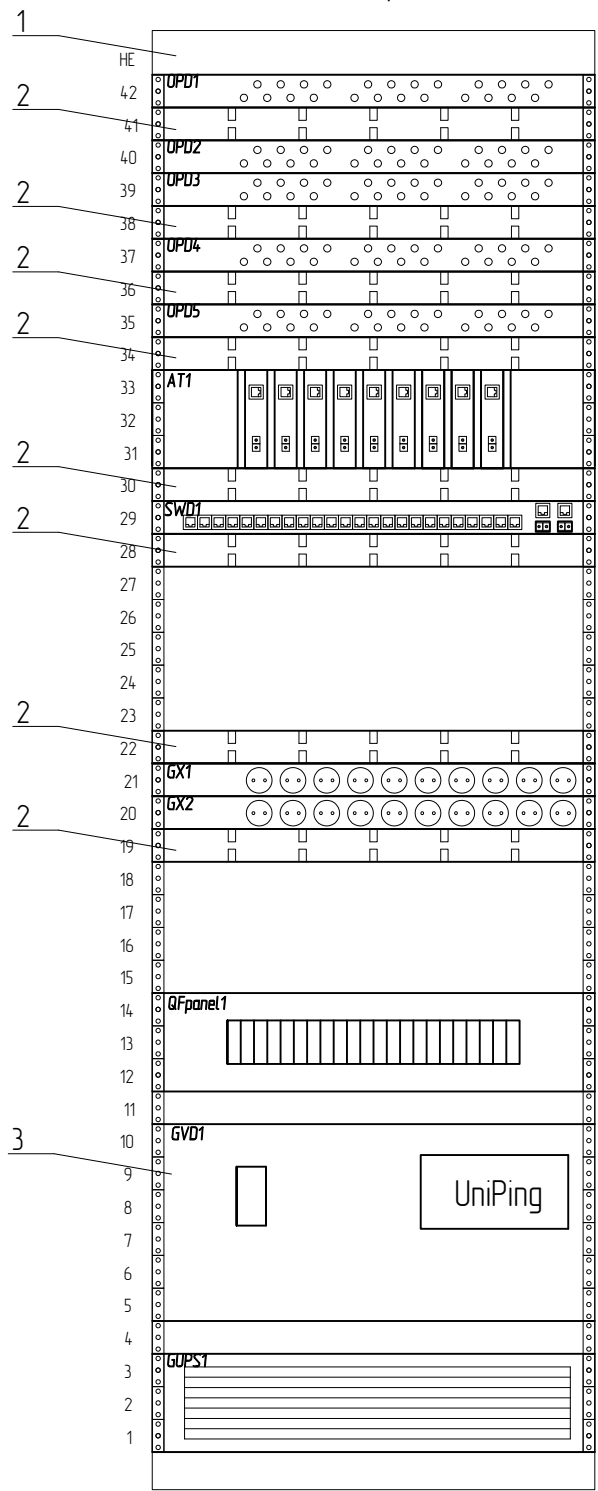 1
HE
42 OPD1
2
41
40 OPD2
39 OPD3
2
38
37 OPD4
2
36
35 OPD5
2
34
33 AT1
32
31
2
30
29 SWD1
2
28
27
26
25
24
23
2
22
21 GX1
20 GX2
2
19
18
17
16
15
14 QFpanel1
13
12
11
10 GVD1
3
9
8 UniPing
7
6
5
4
3 GUPS1
2
1